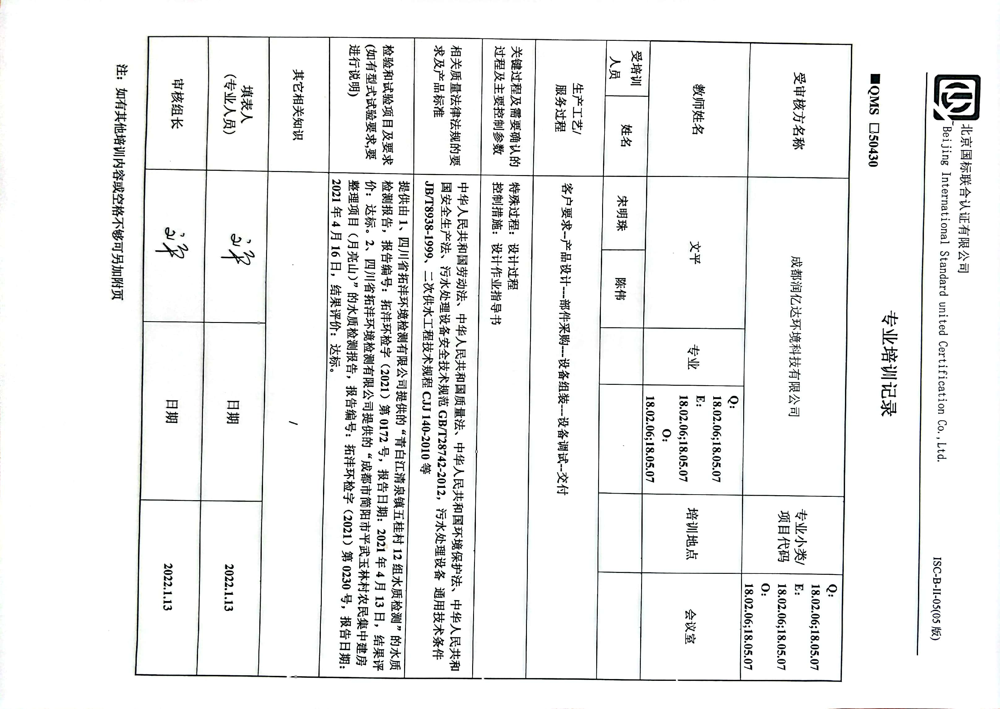 北京国标联合认证有限公司
Beijing International Standard united Certification Co.,Ltd.
ISC-B-II-05(05版)
专业培训记录
■QMS □50430
受审核方名称
成都润亿达环境科技有限公司
专业小类/
项目代码
Q:
18.02.06;18.05.07
E:
18.02.06;18.05.07
O:
18.02.06;18.05.07
教师姓名
文平
专业
Q:
18.02.06;18.05.07
E:
18.02.06;18.05.07
O:
18.02.06;18.05.07
培训地点
会议室
受培训
人员
姓名
宋明珠
陈伟
生产工艺/
服务过程
客户要求--产品设计---部件采购---设备组装---设备调试--交付
关键过程及需要确认的
过程及主要控制参数
特殊过程：设计过程
控制措施：设计作业指导书
相关质量法律法规的要
求及产品标准
中华人民共和国劳动法、中华人民共和国质量法、中华人民共和国环境保护法、中华人民共和
国安全生产法、污水处理设备安全技术规范 GB/T28742-2012，污水处理设备 通用技术条件
JB/T8938-1999、二次供水工程技术规程 CJJ 140-2010 等
检验和试验项目及要求
(如有型式试验要求,要
进行说明)
提供由 1、四川省拓沣环境检测有限公司提供的“青白江清泉镇五桂村 12 组水质检测”的水质
检测报告，报告编号：拓沣环检字（2021）第 0172 号，报告日期：2021 年 4 月 13 日，结果评
价：达标。2、四川省拓沣环境检测有限公司提供的“成都市简阳市平武玉林村农民集中建房
整理项目（月亮山）”的水质检测报告，报告编号：拓沣环检字（2021）第 0230 号，报告日期：
2021 年 4 月 16 日，结果评价：达标。
其它相关知识
/
填表人
(专业人员)
日期
2022.1.13
审核组长
日期
2022.1.13
注：如有其他培训内容或空格不够可另加附页